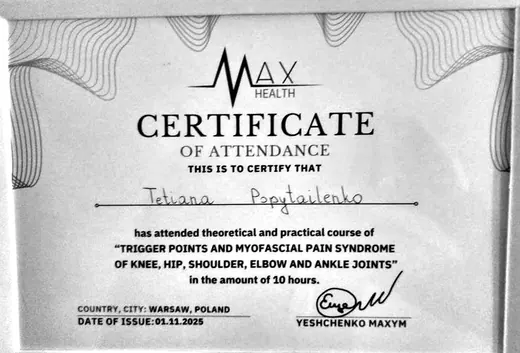 MAX
HEALTH
CERTIFICATE
OF ATTENDANCE
THIS IS TO CERTIFY THAT
Tetiana Popytailenko
has attended theoretical and practical course of
“TRIGGER POINTS AND MYOFASCIAL PAIN SYNDROME
OF KNEE, HIP, SHOULDER, ELBOW AND ANKLE JOINTS”
in the amount of 10 hours.
COUNTRY, CITY: WARSAW, POLAND
DATE OF ISSUE:01.11.2025
YESHCHENKO MAXYM